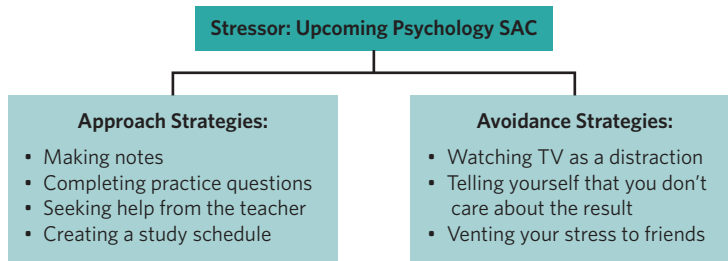 Stressor: Upcoming Psychology SAC
Approach Strategies:
• Making notes
• Completing practice questions
• Seeking help from the teacher
• Creating a study schedule
Avoidance Strategies:
• Watching TV as a distraction
• Telling yourself that you don't
care about the result
• Venting your stress to friends